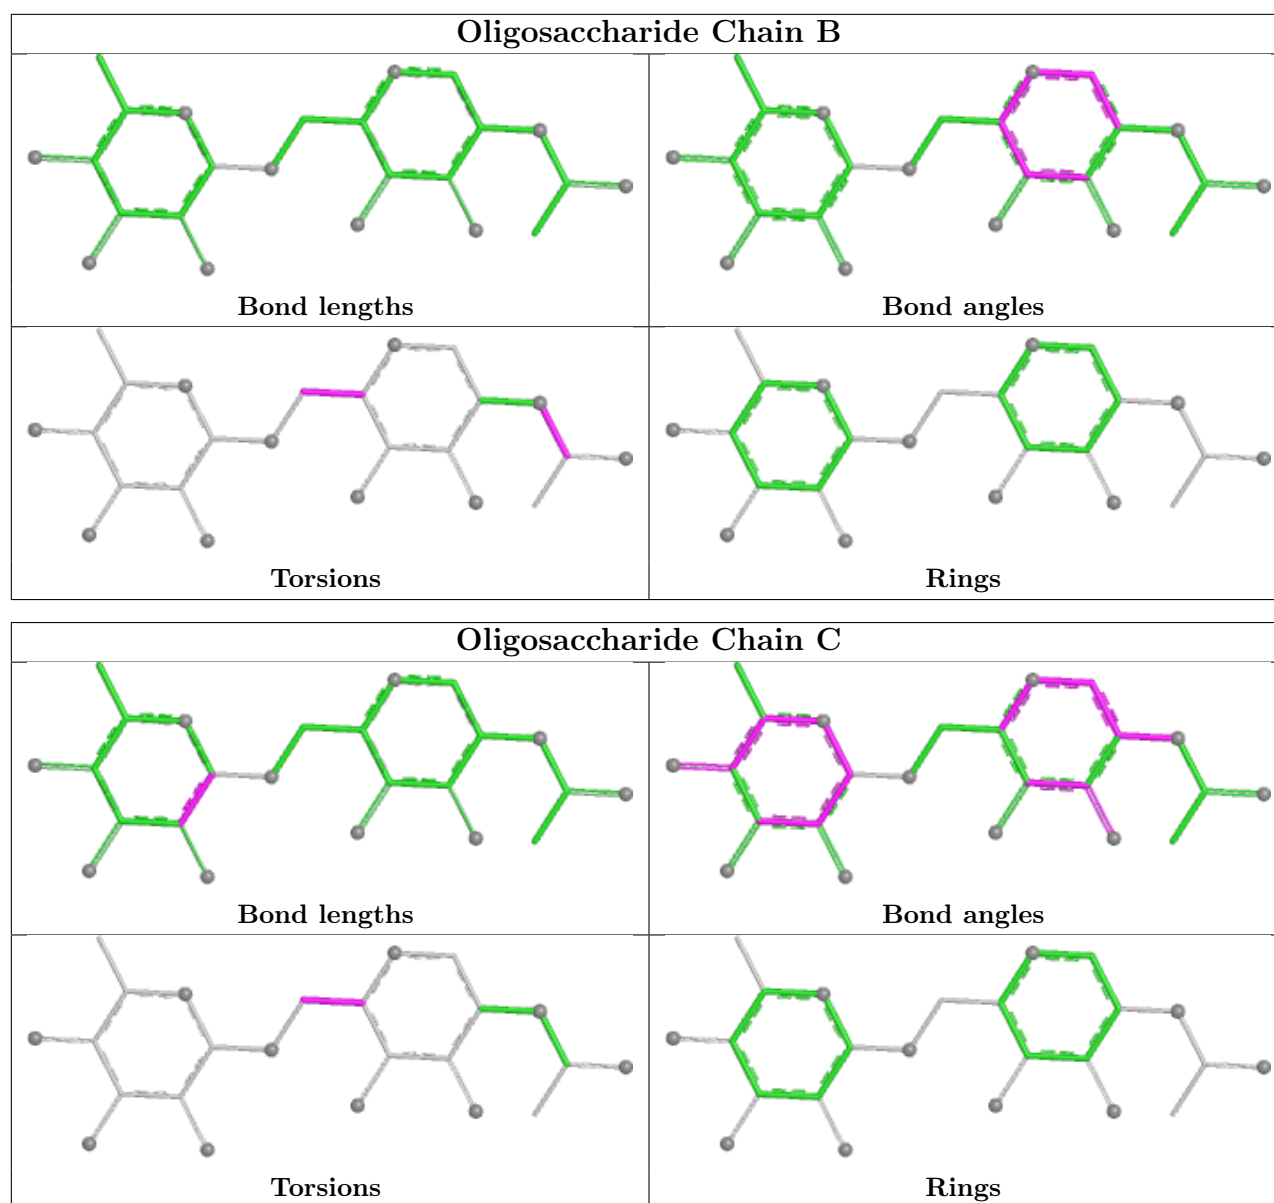 Oligosaccharide Chain B
Bond lengths
Bond angles
Torsions
Rings
Oligosaccharide Chain C
Bond lengths
Bond angles
Torsions
Rings